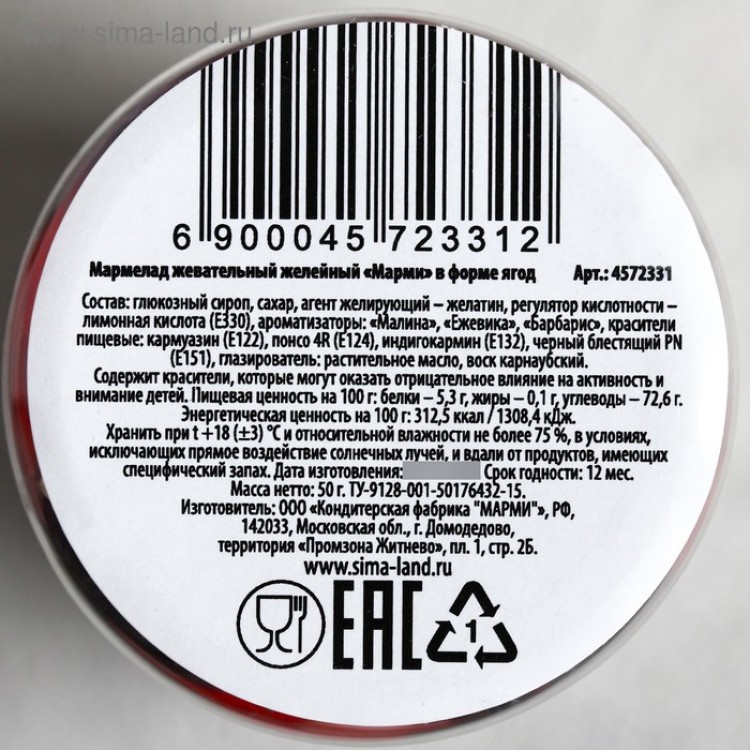 www.sima-land.ru
6 900045 723312
Мармелад жевательный желейный «Марми» в форме ягод Арт.: 4572331
Состав: глюкозный сироп, сахар, агент желирующий – желатин, регулятор кислотности –
лимонная кислота (Е330), ароматизаторы: «Малина», «Ежевика», «Барбарис», красители
пищевые: кармуазин (Е122), понсо 4R (Е124), индигокармин (Е132), черный блестящий PN
(Е151), глазирователь: растительное масло, воск карнаубский.
Содержит красители, которые могут оказать отрицательное влияние на активность и
внимание детей. Пищевая ценность на 100 г: белки – 5,3 г, жиры – 0,1 г, углеводы – 72,6 г.
Энергетическая ценность на 100 г: 312,5 ккал / 1308,4 кДж.
Хранить при t +18 (±3) °С и относительной влажности не более 75 %, в условиях,
исключающих прямое воздействие солнечных лучей, и вдали от продуктов, имеющих
специфический запах. Дата изготовления: Срок годности: 12 мес.
Масса нетто: 50 г. ТУ-9128-001-50176432-15.
Изготовитель: ООО «Кондитерская фабрика "МАРМИ"», РФ,
142033, Московская обл., г. Домодедово,
территория «Промзона Житнево», пл. 1, стр. 2Б.
www.sima-land.ru
EAC 1